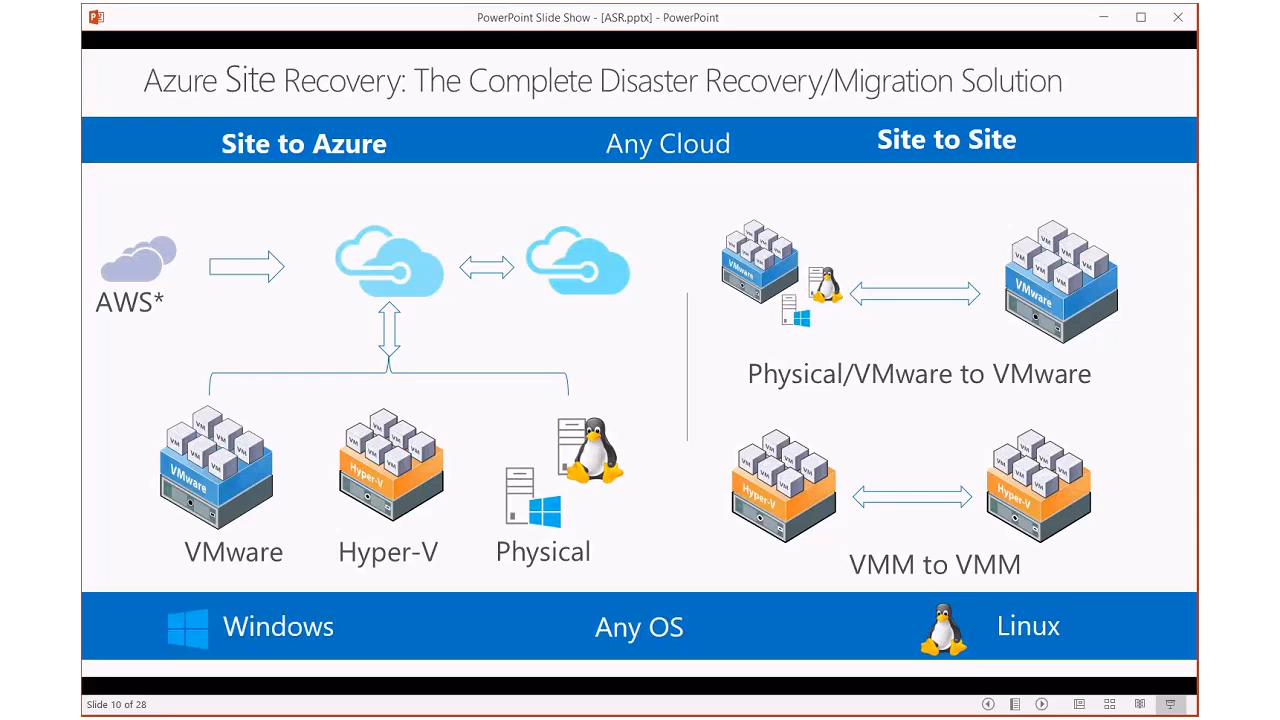 PowerPoint Slide Show - [ASR.pptx] - PowerPoint
Azure Site Recovery: The Complete Disaster Recovery/Migration Solution
Site to Azure
Any Cloud
Site to Site
AWS*
VMware
VMware
Physical/VMware to VMware
VMware
Hyper-V
VMware
Hyper-V
Physical
Hyper-V
Hyper-V
VMM to VMM
Windows
Any OS
Linux
Slide 10 of 28